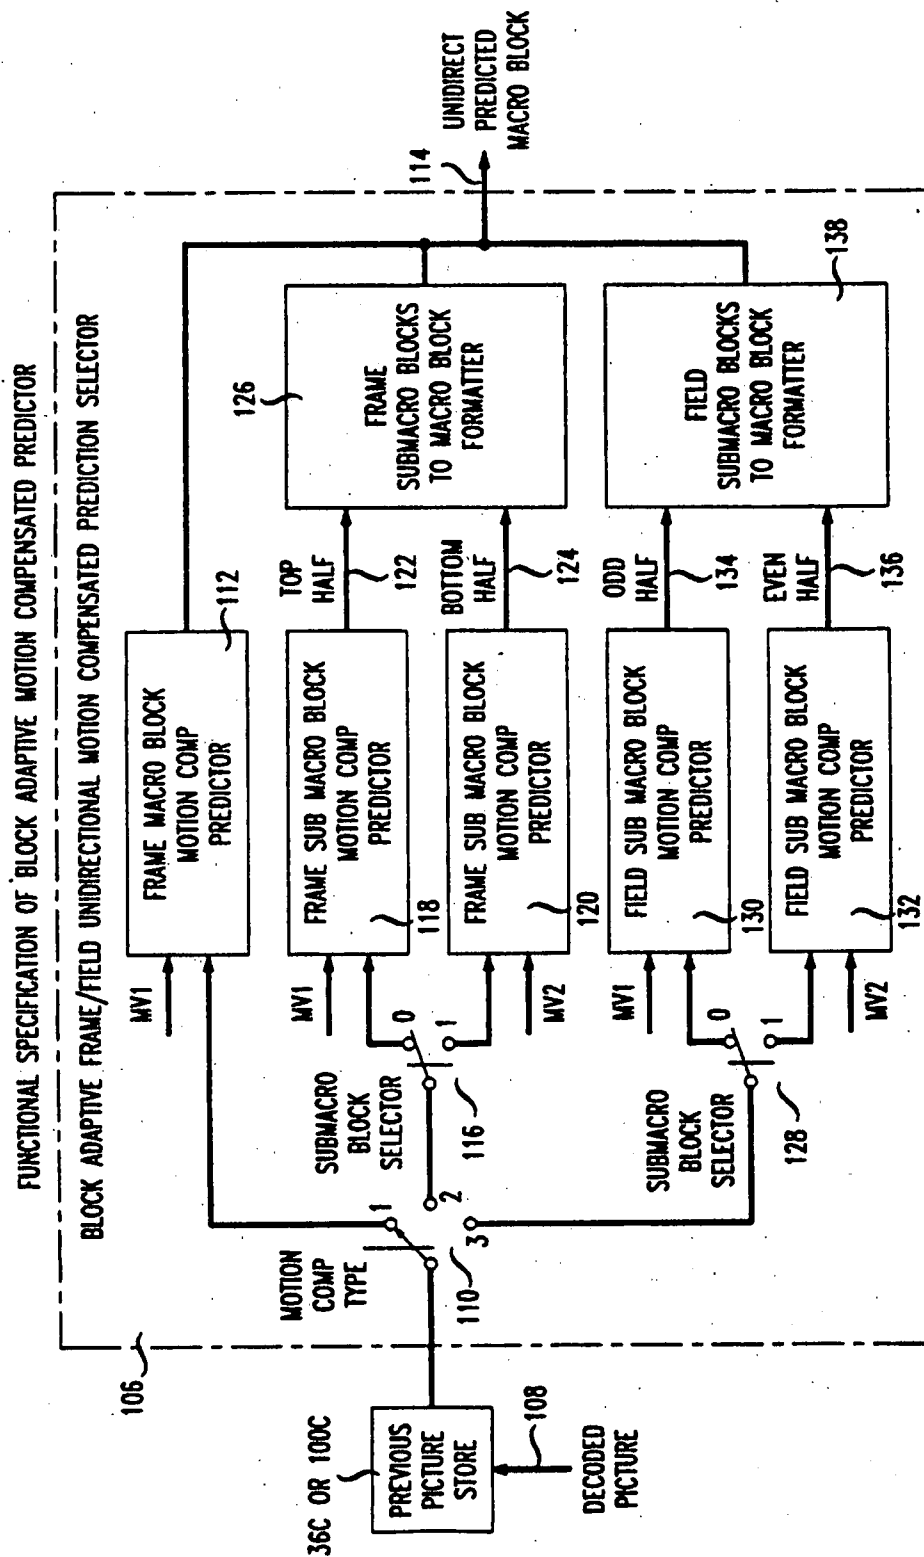 FUNCTIONAL SPECIFICATION OF BLOCK ADAPTIVE MOTION COMPENSATED PREDICTOR
BLOCK ADAPTIVE FRAME/FIELD UNIDIRECTIONAL MOTION COMPENSATED PREDICTION SELECTOR
106
36C OR 100C
PREVIOUS
PICTURE
STORE
108
DECODED
PICTURE
MOTION
COMP
TYPE
1
2
3
110
MV1
FRAME MACRO BLOCK
MOTION COMP
PREDICTOR
112
SUBMACRO
BLOCK
SELECTOR
0
1
116
MV1
FRAME SUB MACRO BLOCK
MOTION COMP
PREDICTOR
118
FRAME SUB MACRO BLOCK
MOTION COMP
PREDICTOR
120
MV2
TOP
HALF
122
BOTTOM
HALF
124
126
FRAME
SUBMACRO BLOCKS
TO MACRO BLOCK
FORMATTER
SUBMACRO
BLOCK
SELECTOR
0
1
128
MV1
FIELD SUB MACRO BLOCK
MOTION COMP
PREDICTOR
130
FIELD SUB MACRO BLOCK
MOTION COMP
PREDICTOR
132
MV2
ODD
HALF
134
EVEN
HALF
136
FIELD
SUBMACRO BLOCKS
TO MACRO BLOCK
FORMATTER
138
114
UNIDIRECT
PREDICTED
MACRO BLOCK